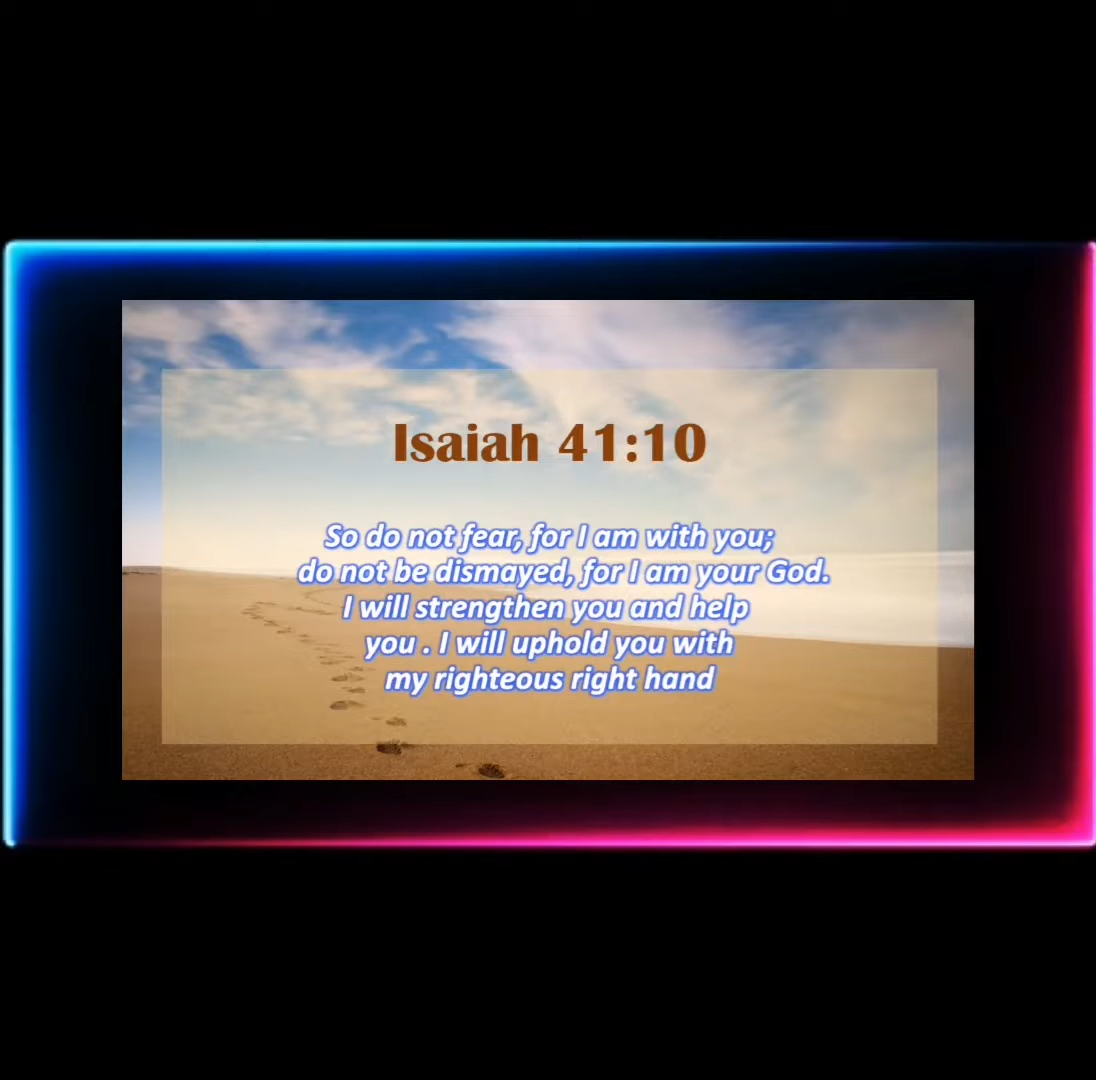 Isaiah 41:10
So do not fear, for I am with you;
do not be dismayed, for I am your God.
I will strengthen you and help
you . I will uphold you with
my righteous right hand